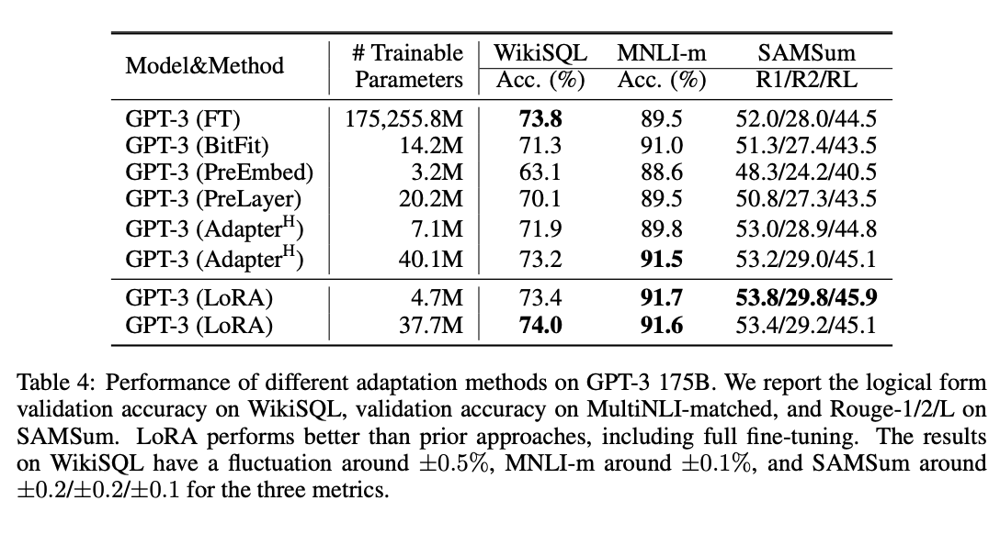 Model&Method # Trainable Parameters WikiSQL MNLI-m SAMSum
Acc. (%) Acc. (%) R1/R2/RL
GPT-3 (FT) 175,255.8M 73.8 89.5 52.0/28.0/44.5
GPT-3 (BitFit) 14.2M 71.3 91.0 51.3/27.4/43.5
GPT-3 (PreEmbed) 3.2M 63.1 88.6 48.3/24.2/40.5
GPT-3 (PreLayer) 20.2M 70.1 89.5 50.8/27.3/43.5
GPT-3 (AdapterH) 7.1M 71.9 89.8 53.0/28.9/44.8
GPT-3 (AdapterH) 40.1M 73.2 91.5 53.2/29.0/45.1
GPT-3 (LoRA) 4.7M 73.4 91.7 53.8/29.8/45.9
GPT-3 (LoRA) 37.7M 74.0 91.6 53.4/29.2/45.1
Table 4: Performance of different adaptation methods on GPT-3 175B. We report the logical form
validation accuracy on WikiSQL, validation accuracy on MultiNLI-matched, and Rouge-1/2/L on
SAMSum. LoRA performs better than prior approaches, including full fine-tuning. The results
on WikiSQL have a fluctuation around ±0.5%, MNLI-m around ±0.1%, and SAMSum around
±0.2/±0.2/±0.1 for the three metrics.